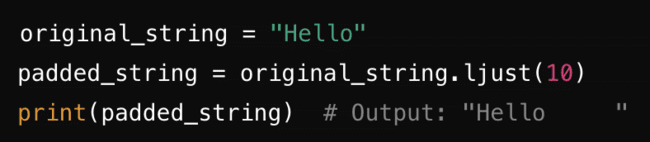 original_string = "Hello"
padded_string = original_string.ljust(10)
print(padded_string)  # Output: "Hello     "